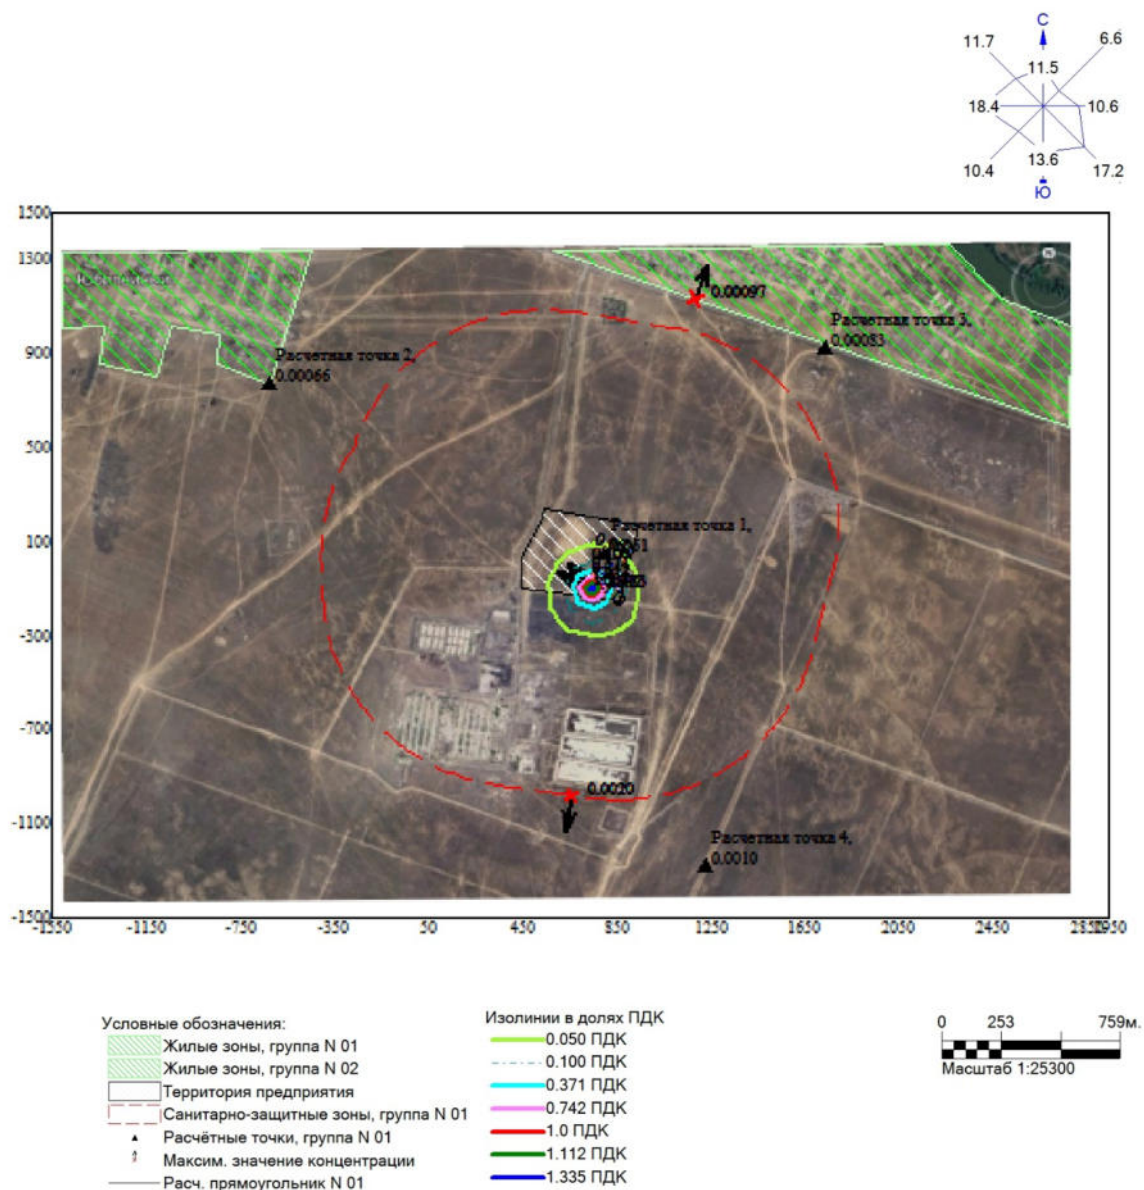 С
11.7
6.6
11.5
18.4
10.6
13.6
10.4
17.2
Ю
1500
1300
0.00097
Расчетная точка 3,
0.00083
900
Расчетная точка 2,
0.00066
500
Расчетная точка 1,
100
-300
-700
0.0020
-1100
Расчетная точка 4,
0.0010
-1500
-1550 -1150 -750 50 450 850 1250 1650 2050 2450
Условные обозначения:
Жилые зоны, группа N 01
Жилые зоны, группа N 02
Территория предприятия
Санитарно-защитные зоны, группа N 01
Расчётные точки, группа N 01
Максим. значение концентрации
Расч. прямоугольник N 01
Изолинии в долях ПДК
0.050 ПДК
0.100 ПДК
0.371 ПДК
0.742 ПДК
1.0 ПДК
1.112 ПДК
1.335 ПДК
0 253 759м.
Масштаб 1:25300